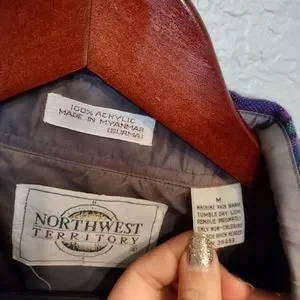 100% ACRYLIC
MADE IN MYANMAR
(BURMA)
NORTHWEST
TERRITORY
M
MACHINE WASH WARM
TUMBLE DRY LOW
REMOVE PROMPTLY
ONLY NON-CHLORINE